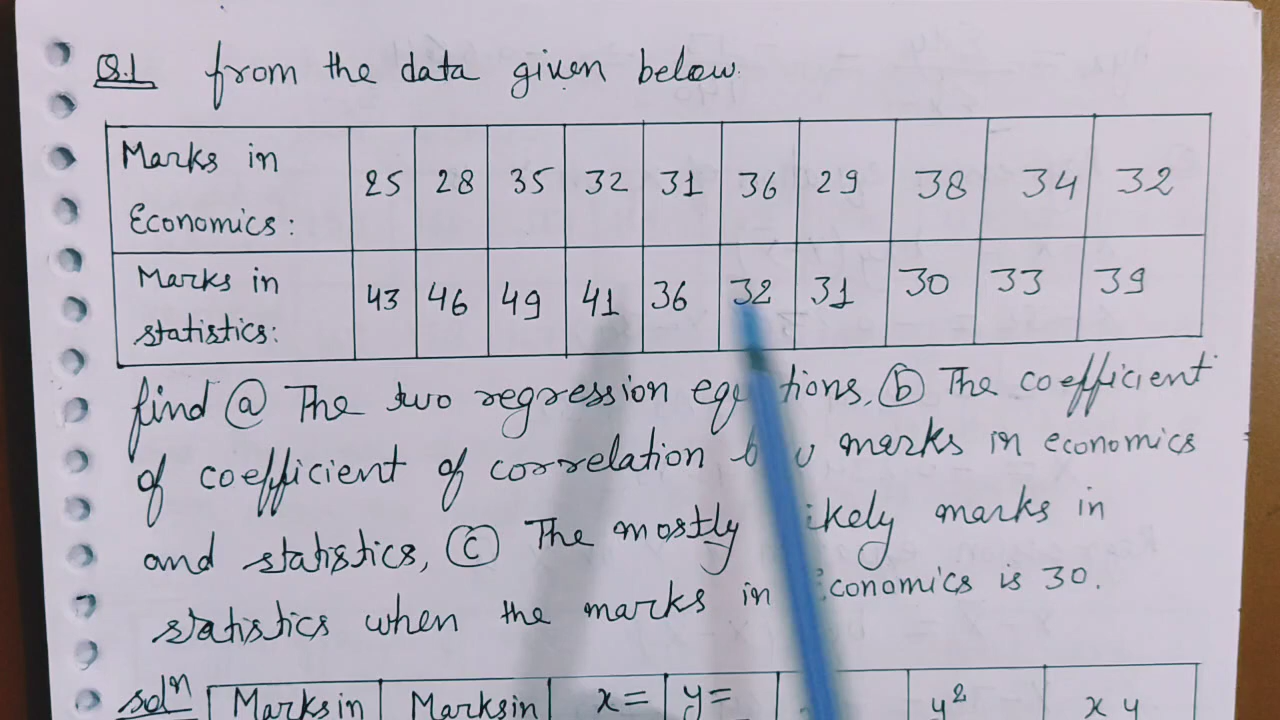 Q.1 from the data given below.
Marks in Economics: 25 28 35 32 31 36 29 38 34 32
Marks in statistics: 43 46 49 41 36 32 31 30 33 39
find (a) The two regression equations, (b) The coefficient
of coefficient of correlation marks in economics
and statistics, (c) The mostly likely marks in
statistics when the marks in Economics is 30.
solⁿ Marks in Marks in x= y= y² xy